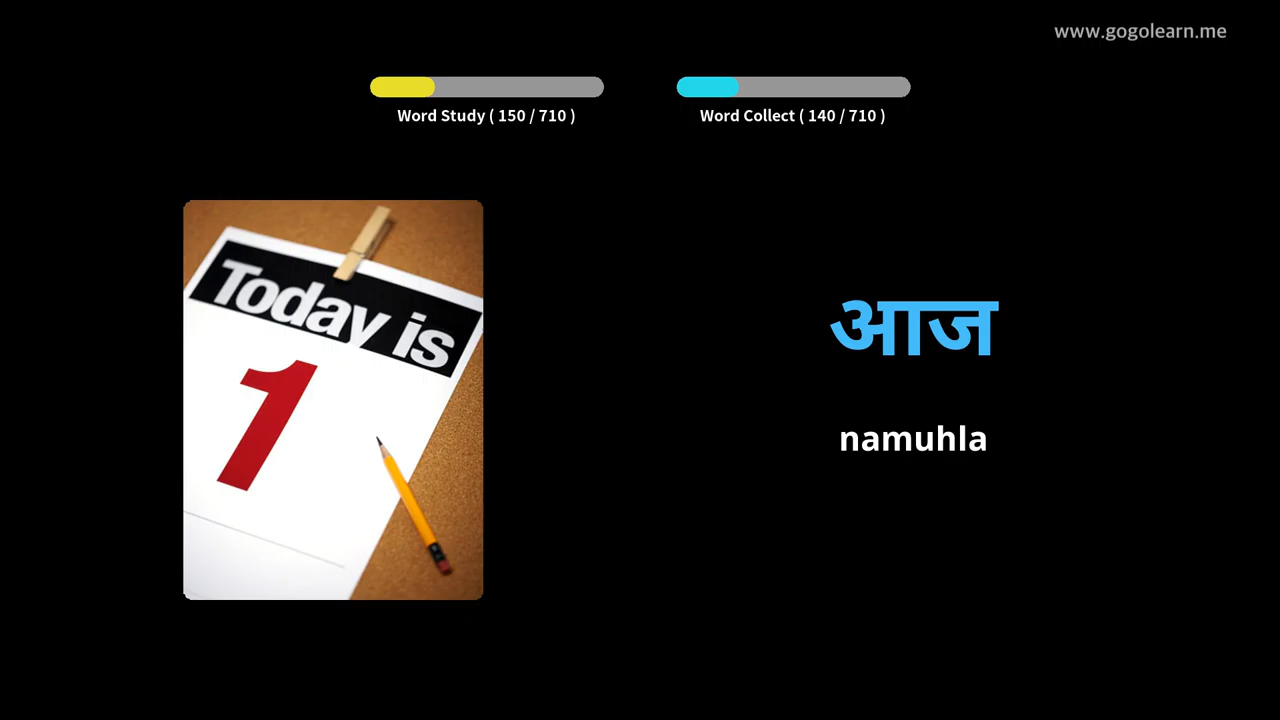 www.gogolearn.me
Word Study ( 150 / 710 )
Word Collect ( 140 / 710 )
Today is
1
आज
namuhla